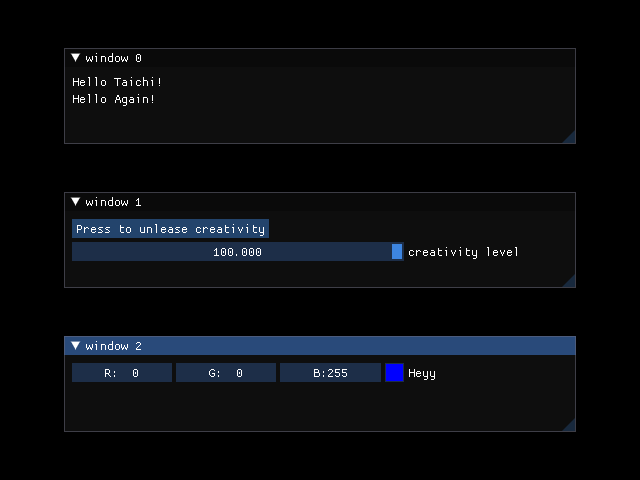 window 0
Hello Taichi!
Hello Again!
window 1
Press to unlease creativity
100.000 creativity level
window 2
R: 0 G: 0 B:255 Heyy